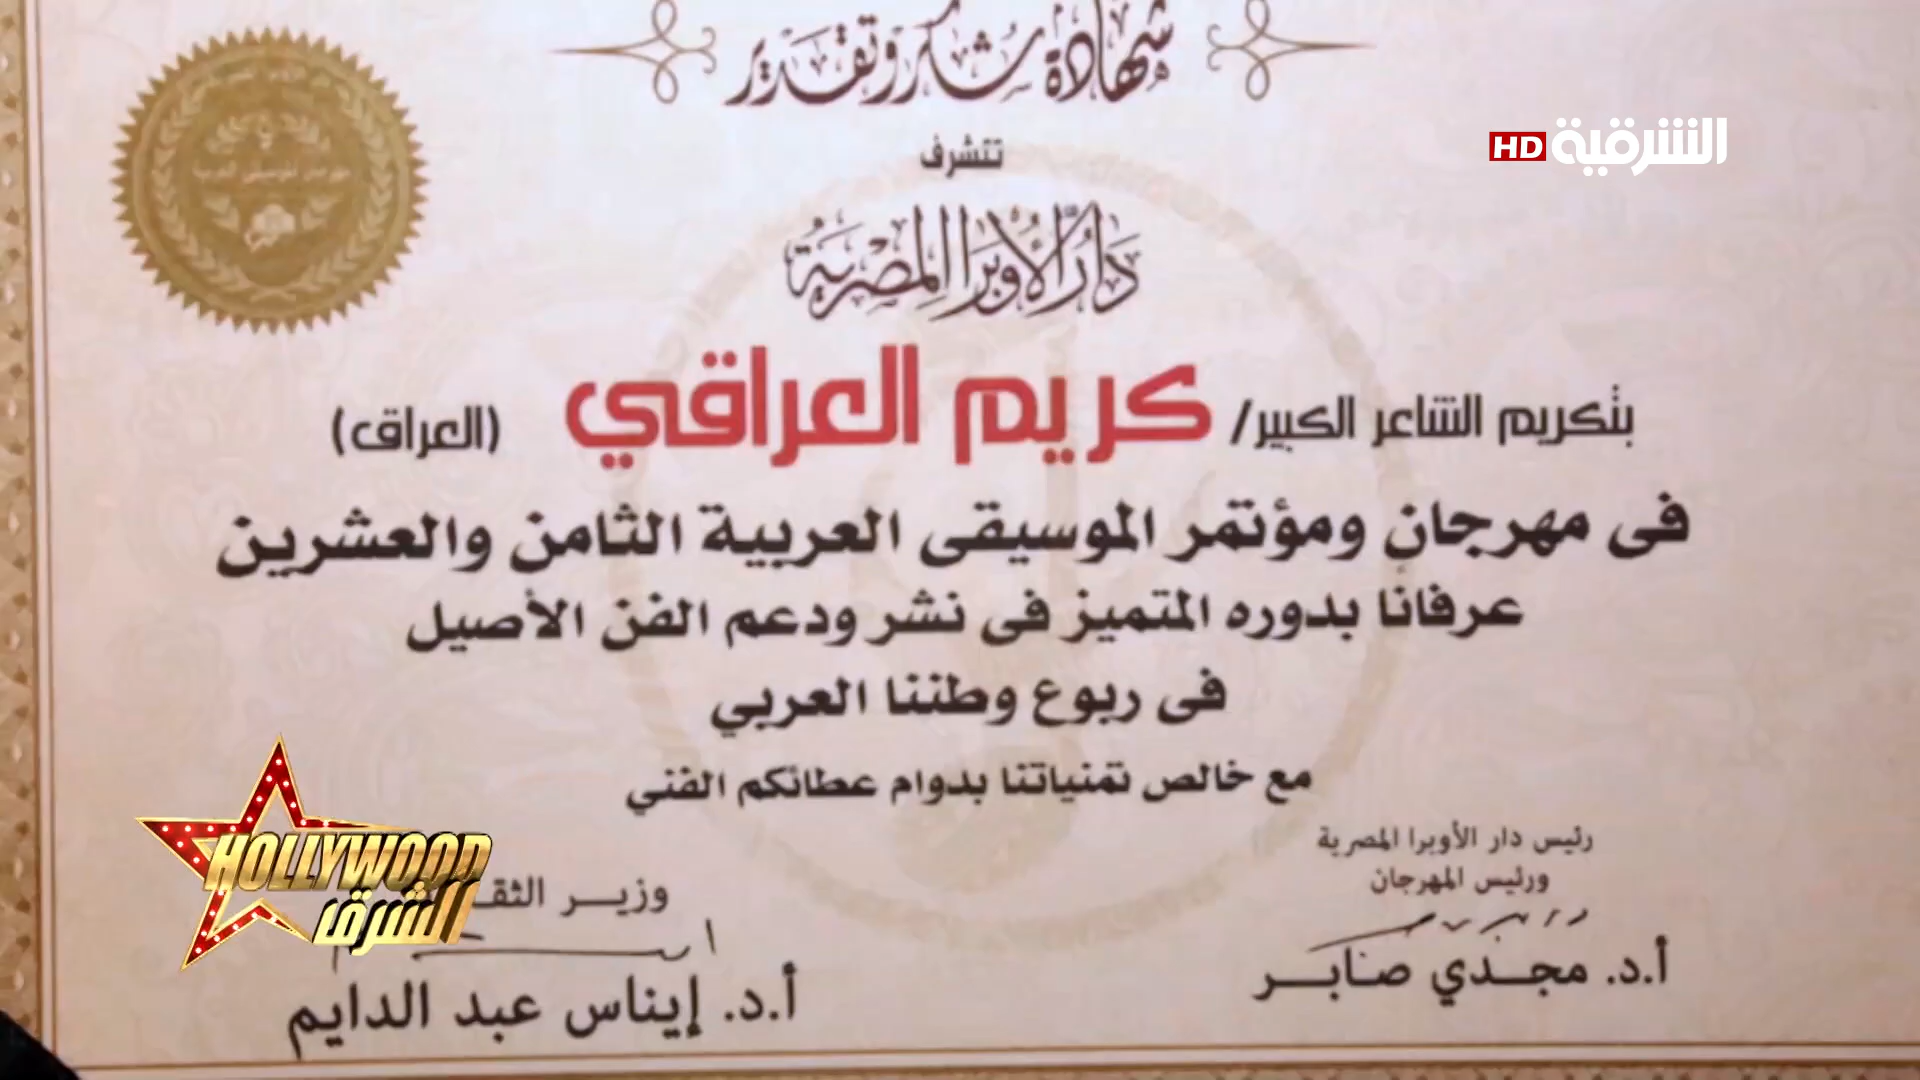 شهادة شكر وتقدير
الشرقية HD
تتشرف
دار الأوبرا المصرية
بتكريم الشاعر الكبير/ كريم العراقي (العراق)
فى مهرجان ومؤتمر الموسيقى العربية الثامن والعشرين
عرفانا بدوره المتميز فى نشر ودعم الفن الأصيل
فى ربوع وطننا العربي
مع خالص تمنياتنا بدوام عطائكم الفني
رئيس دار الأوبرا المصرية
ورئيس المهرجان
أ.د. مجدي صابر
وزير
أ.د. إيناس عبد الدايم
HOLLYWOOD
الشرق